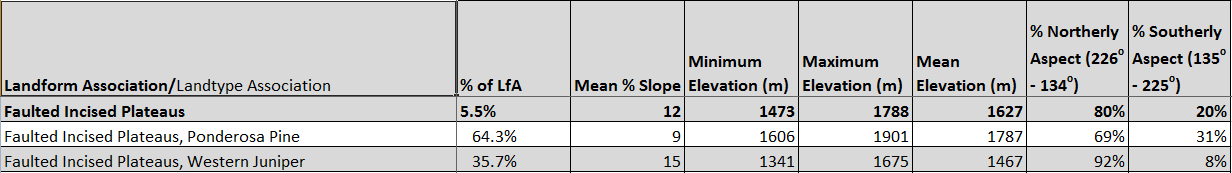 Landform Association/Landtype Association % of LfA Mean % Slope Minimum Elevation (m) Maximum Elevation (m) Mean Elevation (m) % Northerly Aspect (226° - 134°) % Southerly Aspect (135° - 225°)
Faulted Incised Plateaus 5.5% 12 1473 1788 1627 80% 20%
Faulted Incised Plateaus, Ponderosa Pine 64.3% 9 1606 1901 1787 69% 31%
Faulted Incised Plateaus, Western Juniper 35.7% 15 1341 1675 1467 92% 8%